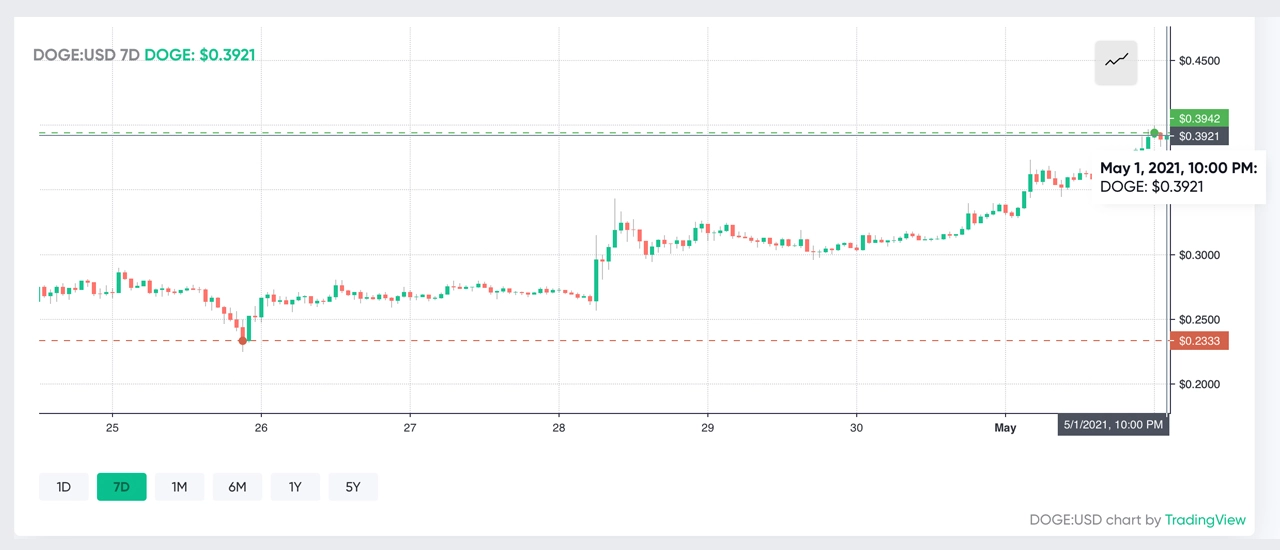 DOGE:USD 7D DOGE: $0.3921
$0.4500
$0.3942
$0.3921
May 1, 2021, 10:00 PM:
DOGE: $0.3921
$0.3000
$0.2500
$0.2333
$0.2000
25 26 27 28 29 30 May 5/1/2021, 10:00 PM
1D 7D 1M 6M 1Y 5Y
DOGE:USD chart by TradingView